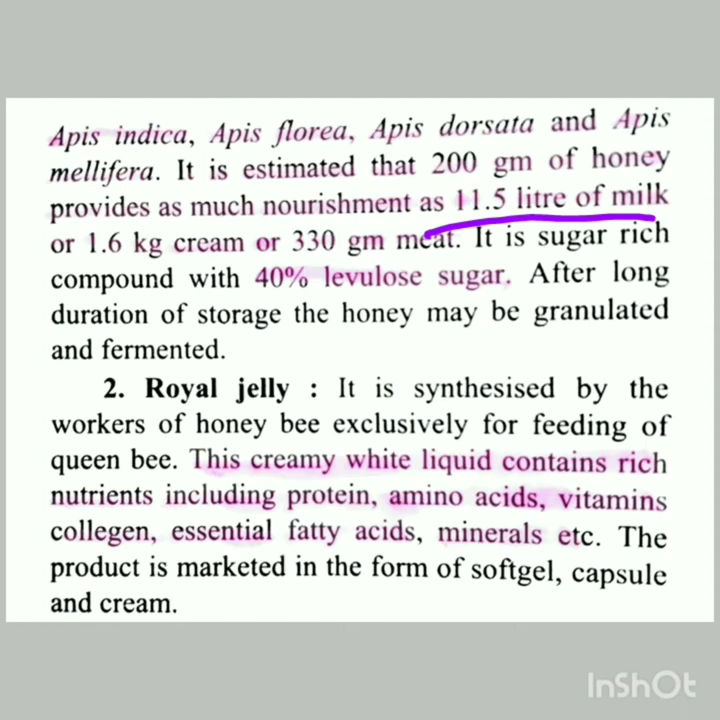 Apis indica, Apis florea, Apis dorsata and Apis
mellifera. It is estimated that 200 gm of honey
provides as much nourishment as 11.5 litre of milk
or 1.6 kg cream or 330 gm meat. It is sugar rich
compound with 40% levulose sugar. After long
duration of storage the honey may be granulated
and fermented.
2. Royal jelly : It is synthesised by the
workers of honey bee exclusively for feeding of
queen bee. This creamy white liquid contains rich
nutrients including protein, amino acids, vitamins
collegen, essential fatty acids, minerals etc. The
product is marketed in the form of softgel, capsule
and cream.
InShOt